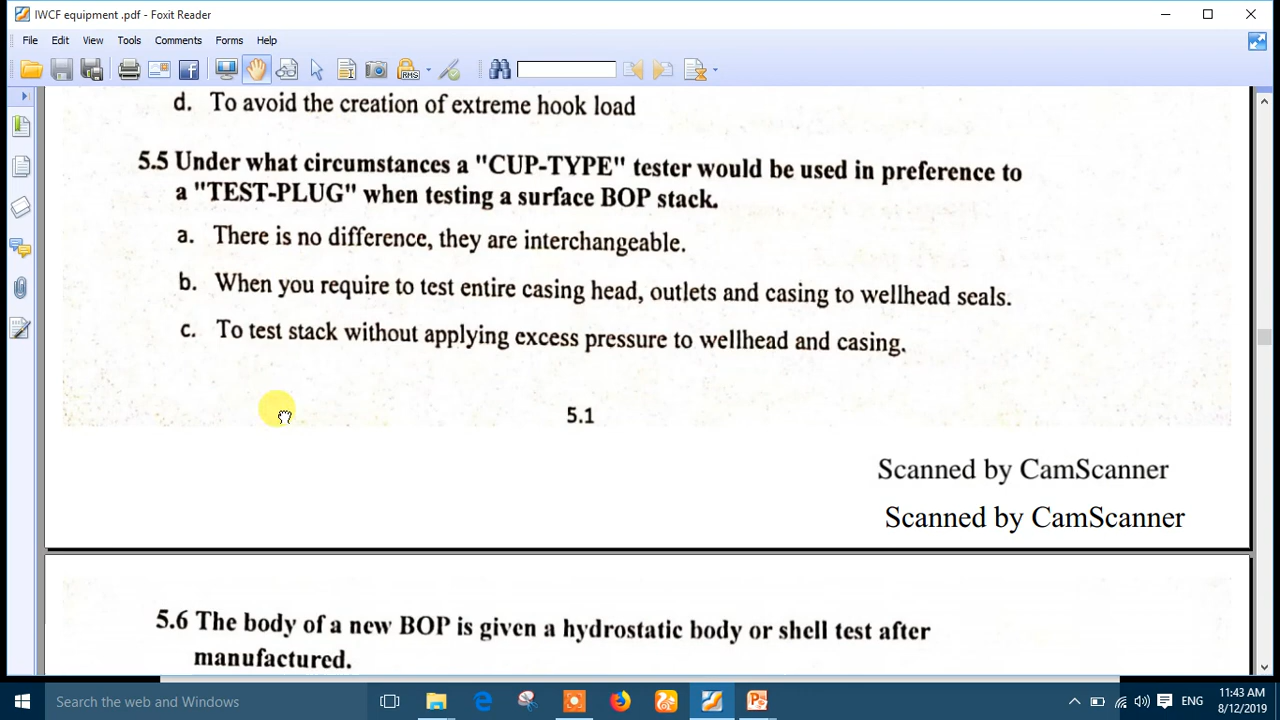 IWCF equipment .pdf - Foxit Reader
File Edit View Tools Comments Forms Help
RMS
d. To avoid the creation of extreme hook load
5.5 Under what circumstances a "CUP-TYPE" tester would be used in preference to
a "TEST-PLUG" when testing a surface BOP stack.
a. There is no difference, they are interchangeable.
b. When you require to test entire casing head, outlets and casing to wellhead seals.
c. To test stack without applying excess pressure to wellhead and casing.
5.1
Scanned by CamScanner
Scanned by CamScanner
5.6 The body of a new BOP is given a hydrostatic body or shell test after
manufactured.
Search the web and Windows
ENG
11:43 AM
8/12/2019